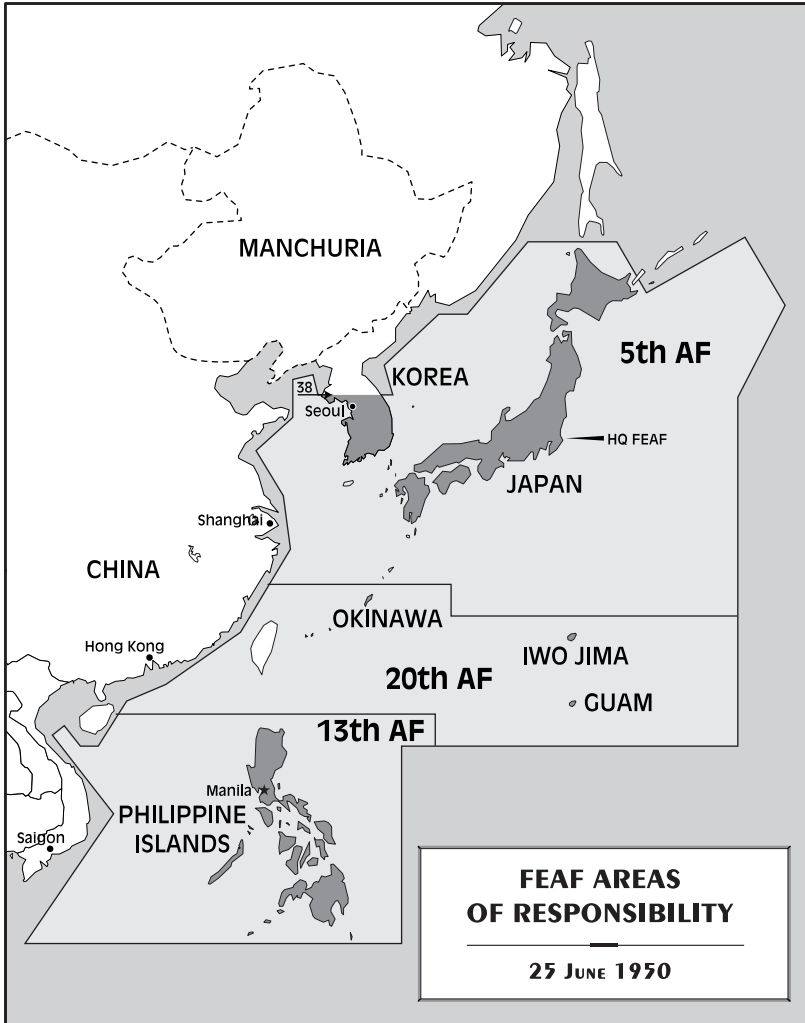 MANCHURIA
5th AF
KOREA
38
Seoul
HQ FEAF
JAPAN
Shanghai
CHINA
OKINAWA
Hong Kong
IWO JIMA
20th AF
GUAM
13th AF
Manila
PHILIPPINE
ISLANDS
Saigon
FEAF AREAS
OF RESPONSIBILITY
25 June 1950